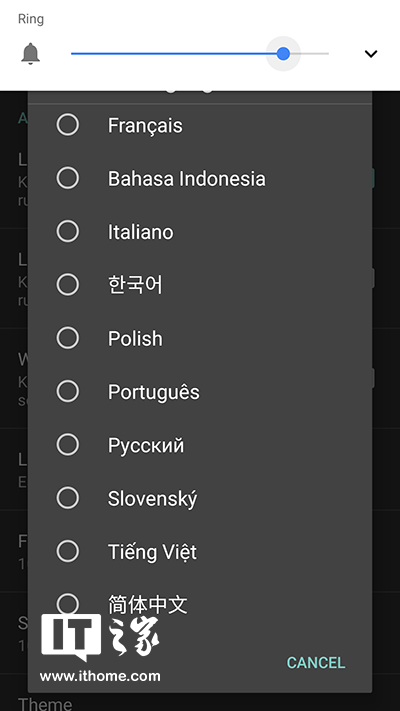 Ring
Français
Bahasa Indonesia
Italiano
한국어
Polish
Português
Русский
Slovenský
Tiếng Việt
简体中文
IT之家
www.ithome.com
CANCEL
Theme